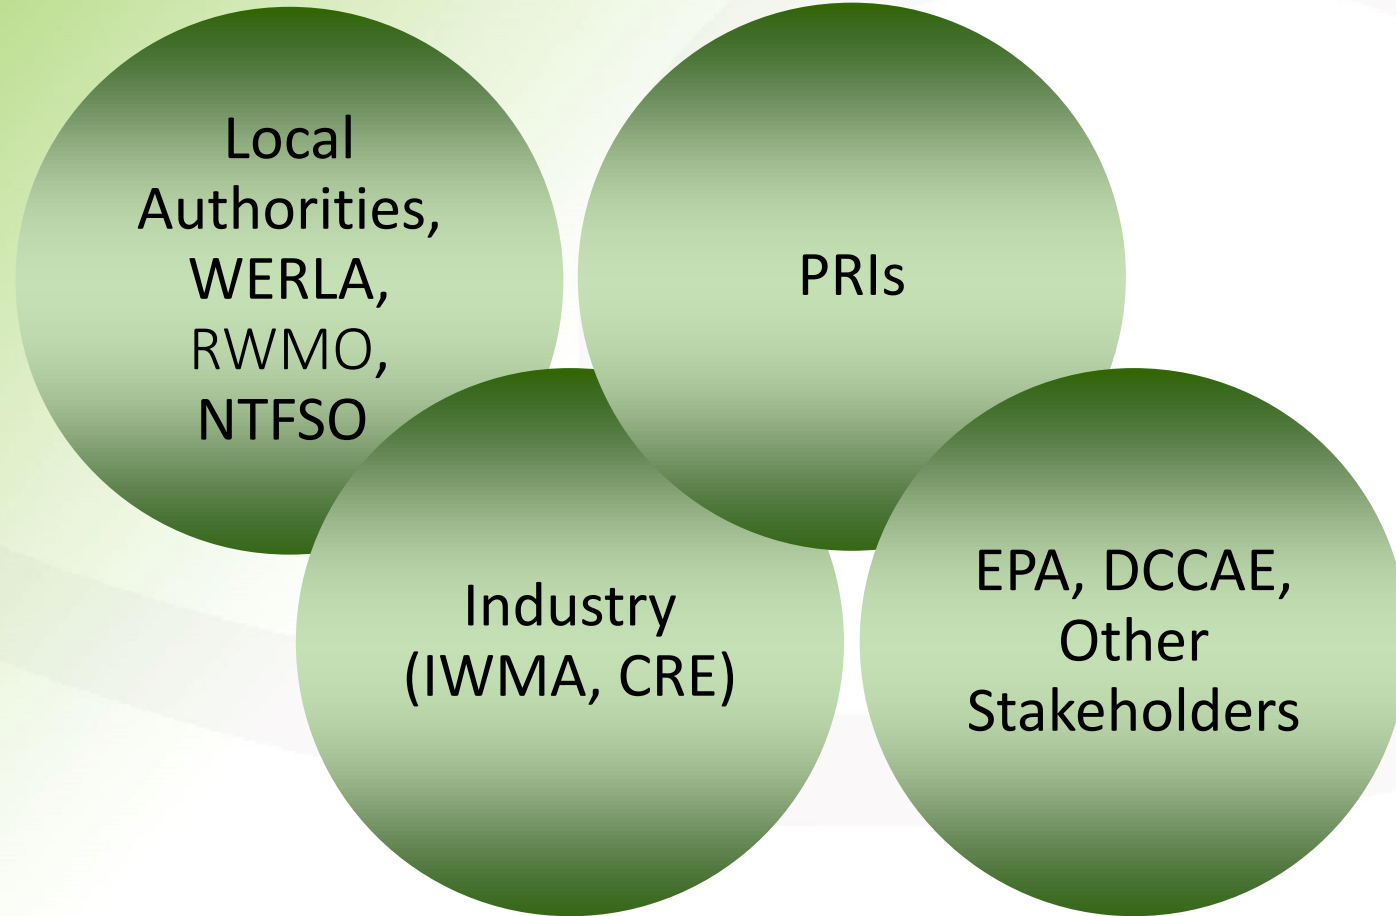 Local
Authorities,
WERLA,
RWMO,
NTFSO
PRIs
Industry
(IWMA, CRE)
EPA, DCCAE,
Other
Stakeholders